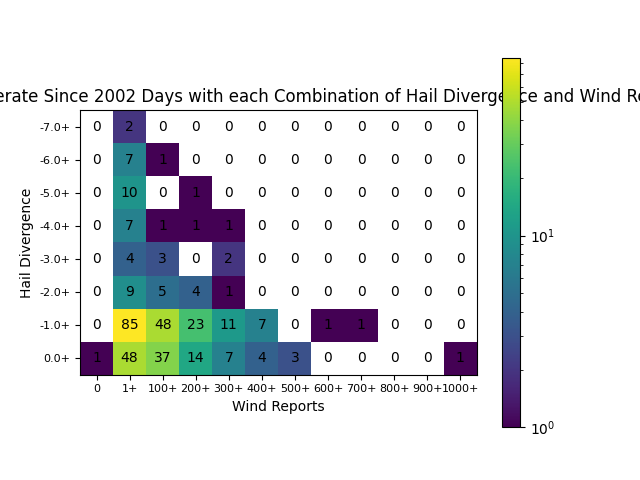 erate Since 2002 Days with each Combination of Hail Divergence and Wind R
-7.0+ 0 2 0 0 0 0 0 0 0 0 0 0
-6.0+ 0 7 1 0 0 0 0 0 0 0 0 0
-5.0+ 0 10 0 1 0 0 0 0 0 0 0 0
-4.0+ 0 7 1 1 1 0 0 0 0 0 0 0
-3.0+ 0 4 3 0 2 0 0 0 0 0 0 0
-2.0+ 0 9 5 4 1 0 0 0 0 0 0 0
-1.0+ 0 85 48 23 11 7 0 1 1 0 0 0
0.0+ 1 48 37 14 7 4 3 0 0 0 0 1
0 1+ 100+ 200+ 300+ 400+ 500+ 600+ 700+ 800+ 900+ 1000+
Wind Reports
Hail Divergence
10¹
10⁰